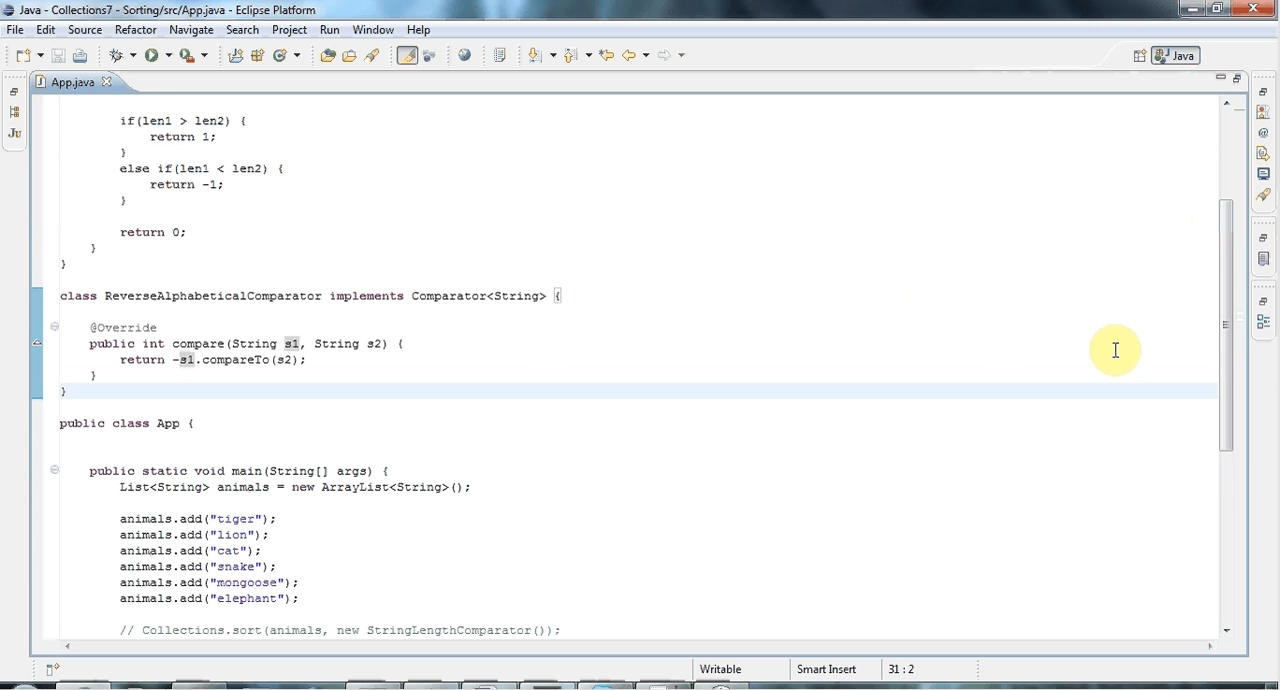 Java - Collections7 - Sorting/src/App.java - Eclipse Platform
File Edit Source Refactor Navigate Search Project Run Window Help
Java
App.java
if(len1 > len2) {
return 1;
}
else if(len1 < len2) {
return -1;
}
return 0;
}
}
class ReverseAlphabeticalComparator implements Comparator<String> {
@Override
public int compare(String s1, String s2) {
return -s1.compareTo(s2);
}
}
public class App {
public static void main(String[] args) {
List<String> animals = new ArrayList<String>();
animals.add("tiger");
animals.add("lion");
animals.add("cat");
animals.add("snake");
animals.add("mongoose");
animals.add("elephant");
// Collections.sort(animals, new StringLengthComparator());
Writable Smart Insert 31 : 2